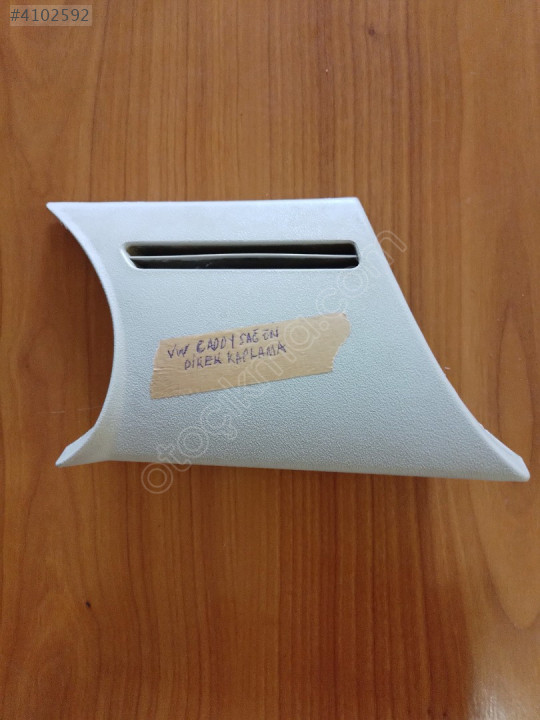 #4102592
VW CADDY SAĞ ÖN
DİREK KAPLAMA
otoçıkma.com